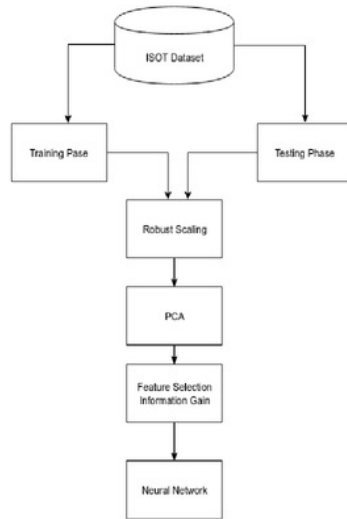 ISOT Dataset
Training Pase
Testing Phase
Robust Scaling
PCA
Feature Selection
Information Gain
Neural Network